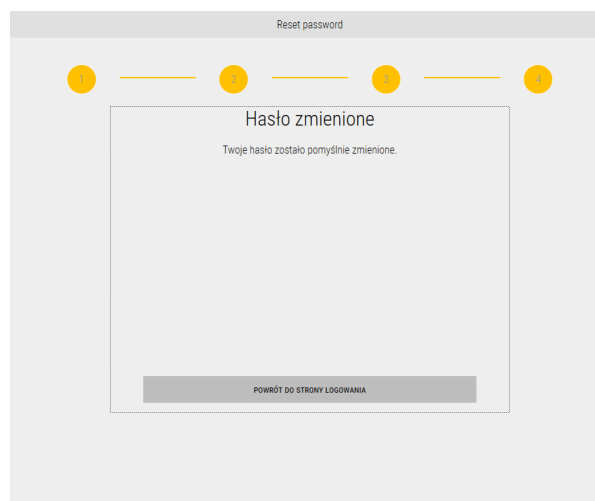 Reset password
1 2 3 4
Hasło zmienione
Twoje hasło zostało pomyślnie zmienione.
POWRÓT DO STRONY LOGOWANIA